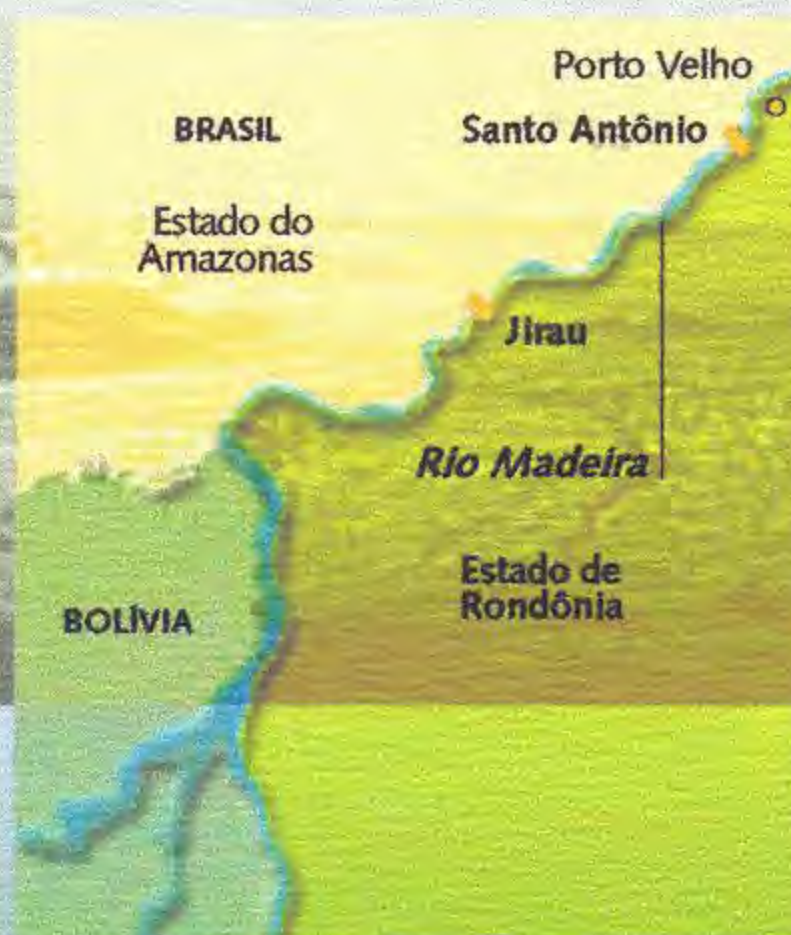 Porto Velho
BRASIL
Santo Antônio
Estado do
Amazonas
Jirau
Rio Madeira
Estado de
Rondônia
BOLÍVIA